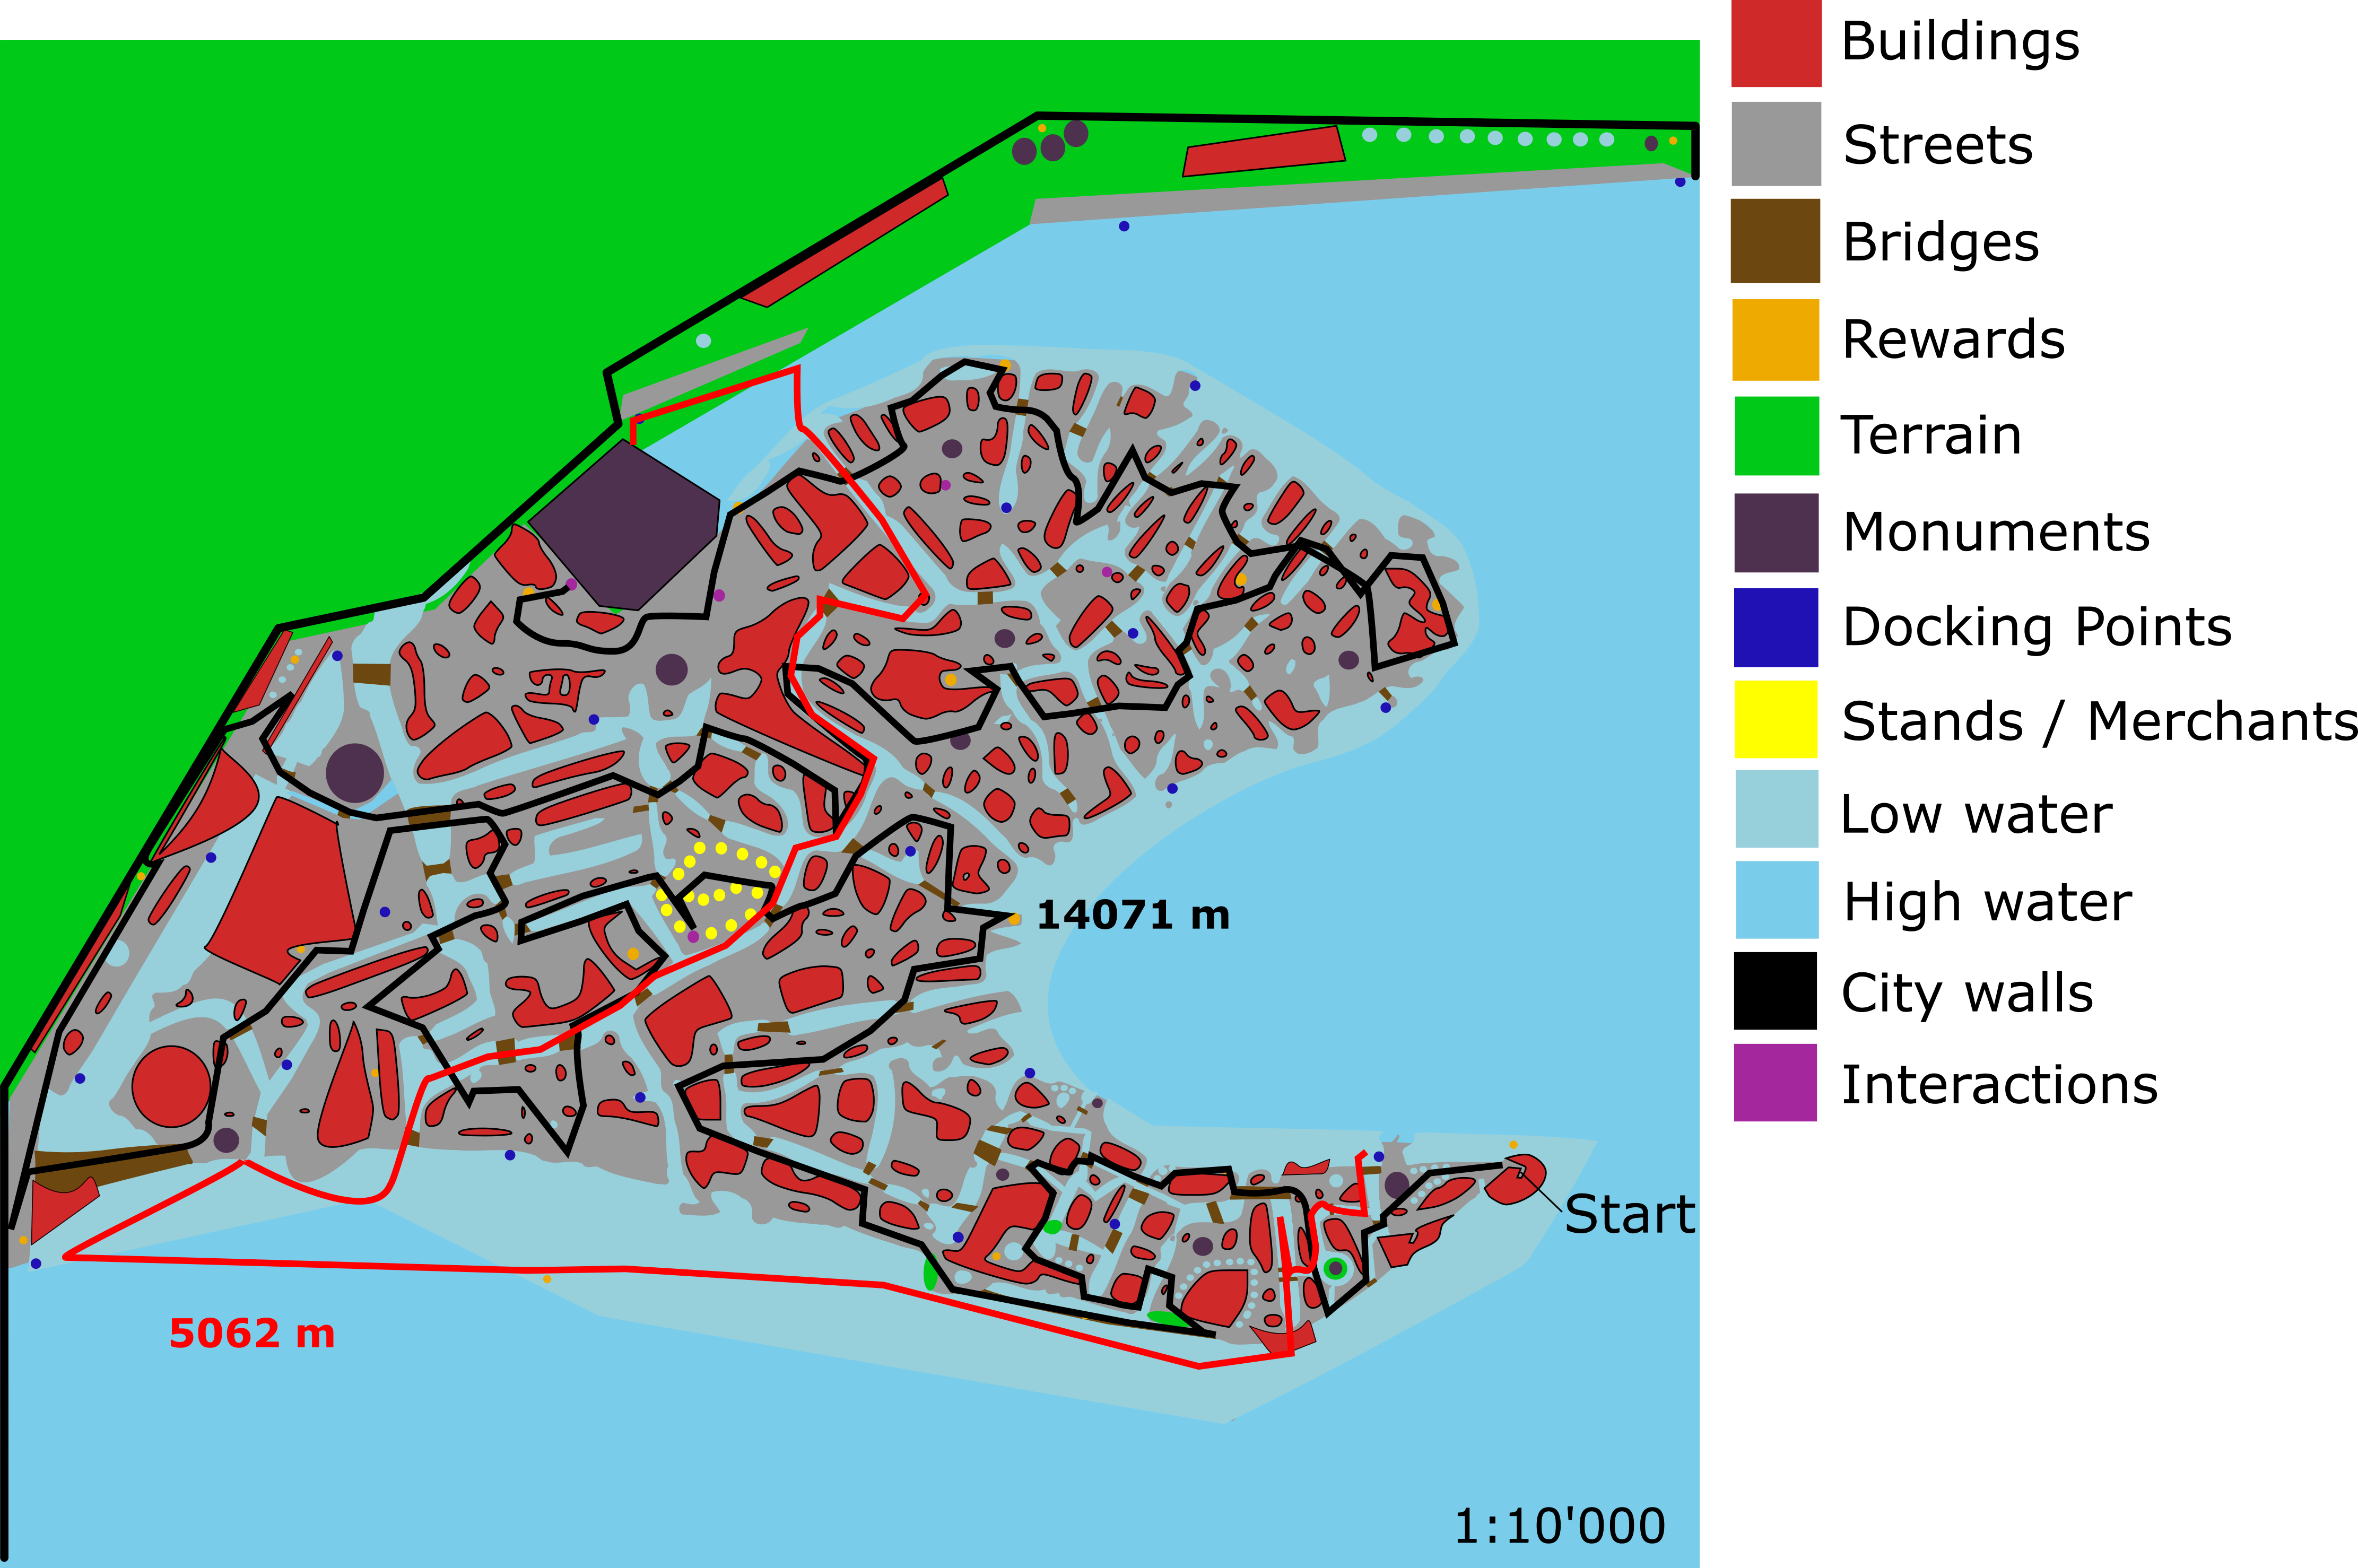 Buildings
Streets
Bridges
Rewards
Terrain
Monuments
Docking Points
Stands / Merchants
Low water
High water
City walls
Interactions
14071 m
Start
5062 m
1:10'000